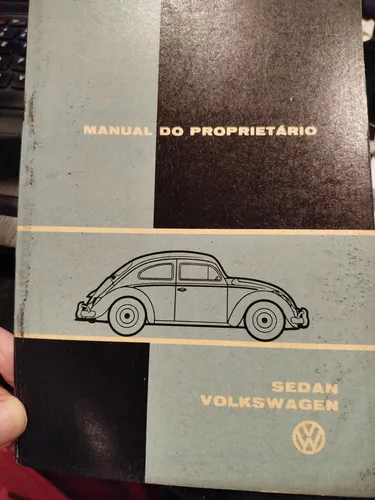 MANUAL DO PROPRIETÁRIO
SEDAN
VOLKSWAGEN
VW